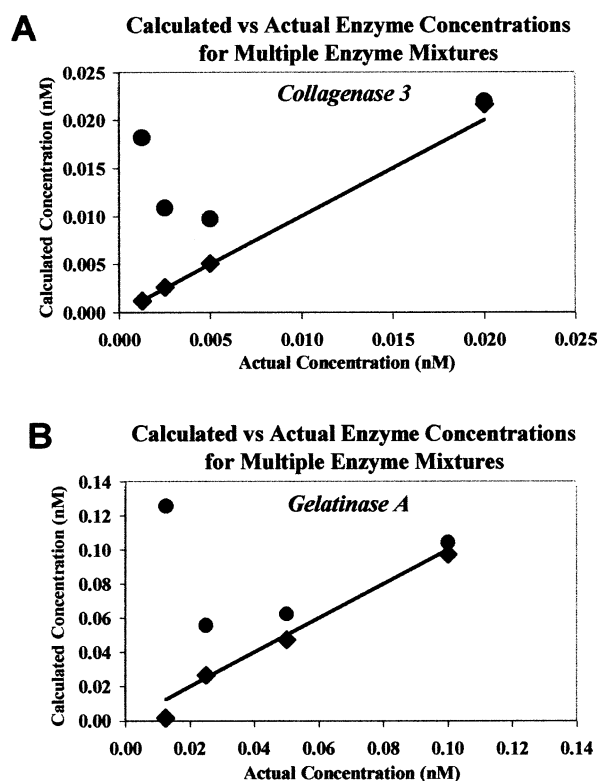 A
Calculated vs Actual Enzyme Concentrations
for Multiple Enzyme Mixtures
Calculated Concentration (nM)
0.025
0.020
0.015
0.010
0.005
0.000
Collagenase 3
0.000 0.005 0.010 0.015 0.020 0.025
Actual Concentration (nM)
B
Calculated vs Actual Enzyme Concentrations
for Multiple Enzyme Mixtures
Calculated Concentration (nM)
0.14
0.12
0.10
0.08
0.06
0.04
0.02
0.00
Gelatinase A
0.00 0.02 0.04 0.06 0.08 0.10 0.12 0.14
Actual Concentration (nM)